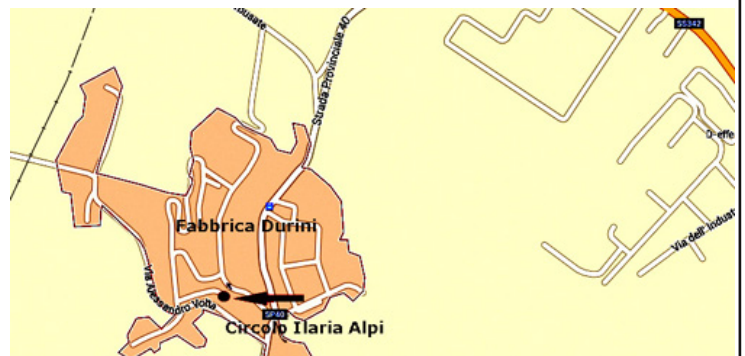 SS342
Strada Provinciale 40
Fabbrica Durini
Via dell' Indust
Via Alessandro Volta
SP40
Circolo Ilaria Alpi